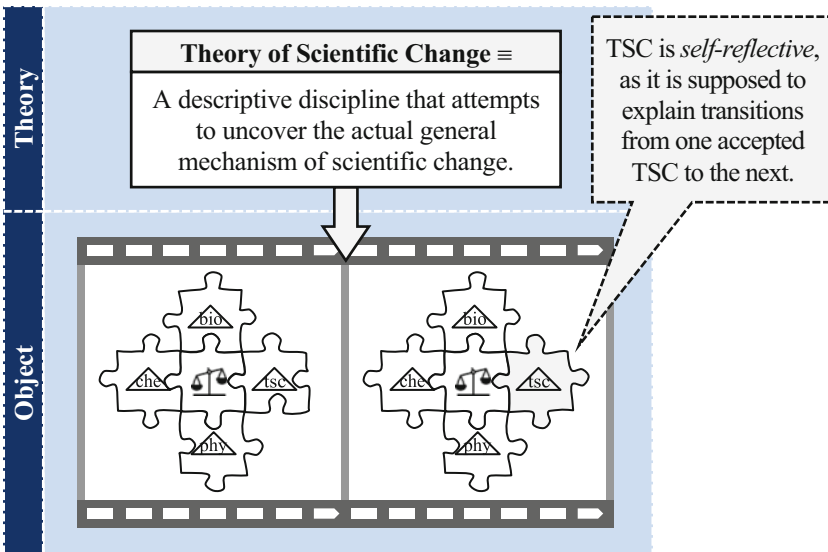 Theory
Theory of Scientific Change ≡
A descriptive discipline that attempts
to uncover the actual general
mechanism of scientific change.
TSC is self-reflective,
as it is supposed to
explain transitions
from one accepted
TSC to the next.
Object
bio
che
tsc
phy
bio
che
tsc
phy